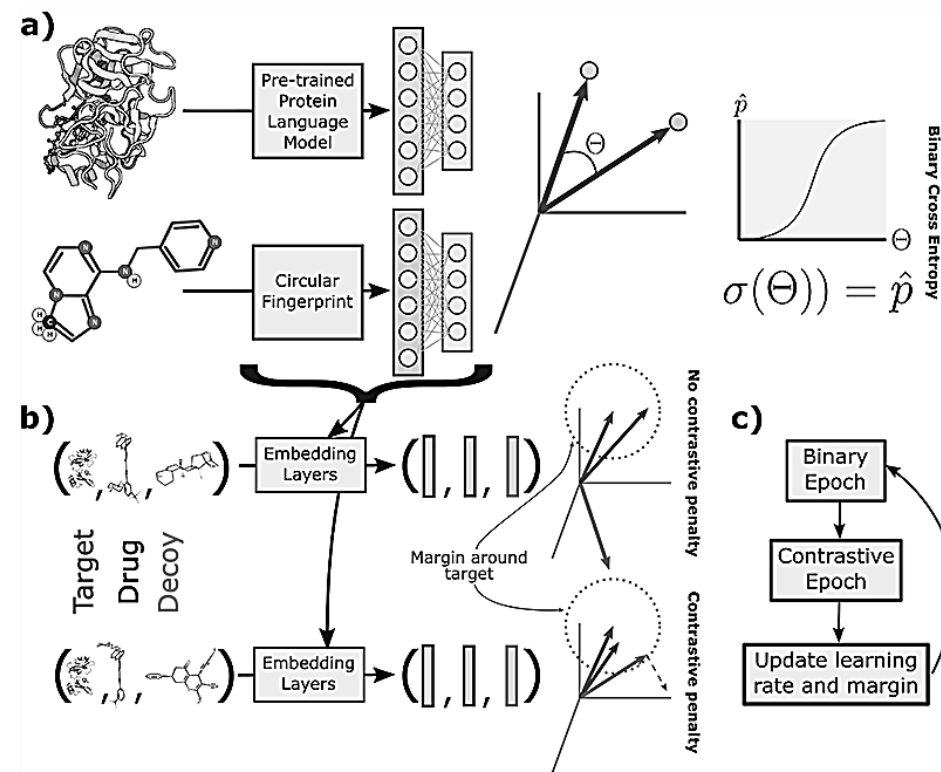 a)
Pre-trained
Protein
Language
Model
Circular
Fingerprint
N
N
N
H
N
N
H
H
C
H
Θ
p̂
Θ
σ(Θ)) = p̂
Binary Cross Entropy
b)
( , , )
Embedding
Layers
( , , )
No contrastive penalty
Target
Drug
Decoy
Margin around
target
( , , )
Embedding
Layers
( , , )
Contrastive penalty
c)
Binary
Epoch
Contrastive
Epoch
Update learning
rate and margin